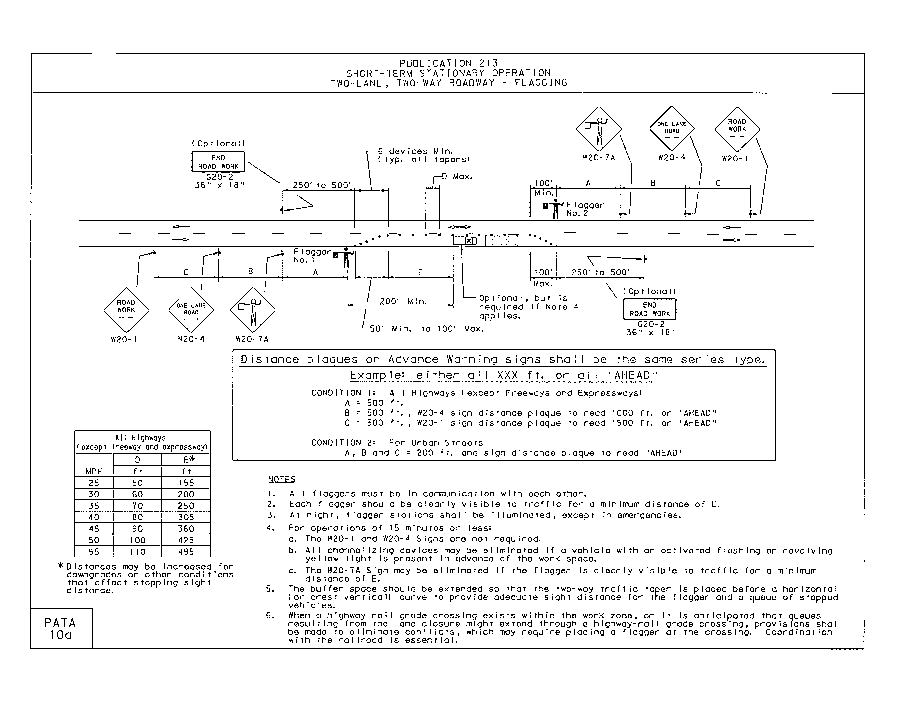 PUBLICATION 213
SHORT-TERM STATIONARY OPERATION
TWO-LANE, TWO-WAY ROADWAY - FLAGGING
(Optional)
END
ROAD WORK
G20-2
36" x 18"
250' to 500'
6 devices Min.
(typ. all tapers)
D Max.
W20-7A
ONE LANE
ROAD
W20-4
ROAD
WORK
W20-1
100'
Min.
A
B
C
Flagger
No. 2
Flagger
No. 1
C
B
A
E
200' Min.
50' Min. to 100' Max.
Optional, but is
required if Note 4
applies.
100'
Max.
250' to 500'
(Optional)
END
ROAD WORK
G20-2
36" x 18"
ROAD
WORK
W20-1
ONE LANE
ROAD
W20-4
W20-7A
Distance plaques on Advance Warning signs shall be the same series type.
Example: either all XXX ft. or all "AHEAD"
CONDITION 1: All Highways (except Freeways and Expressways)
A = 500 ft.
B = 500 ft., W20-4 sign distance plaque to read 1000 ft. or "AHEAD"
C = 500 ft., W20-1 sign distance plaque to read 1500 ft. or "AHEAD"
CONDITION 2: For Urban Streets
A, B and C = 200 ft. and sign distance plaque to read "AHEAD"
All Highways
(except freeway and expressway)
D E*
MPH ft ft
25 50 155
30 60 200
35 70 250
40 80 305
45 90 360
50 100 425
55 110 495
* Distances may be increased for
downgrades or other conditions
that affect stopping sight
distance.
NOTES
1. All flaggers must be in communication with each other.
2. Each flagger should be clearly visible to traffic for a minimum distance of E.
3. At night, flagger stations shall be illuminated, except in emergencies.
4. For operations of 15 minutes or less:
a. The W20-1 and W20-4 Signs are not required.
b. All channelizing devices may be eliminated if a vehicle with an activated flashing or revolving
yellow light is present in advance of the work space.
c. The W20-7A Sign may be eliminated if the flagger is clearly visible to traffic for a minimum
distance of E.
5. The buffer space should be extended so that the two-way traffic taper is placed before a horizontal
(or crest vertical) curve to provide adequate sight distance for the flagger and a queue of stopped
vehicles.
6. When a highway-rail grade crossing exists within the work zone, or it is anticipated that queues
resulting from the lane closure might extend through a highway-rail grade crossing, provisions shall
be made to eliminate conflicts, which may require placing a flagger at the crossing. Coordination
with the railroad is essential.
PATA
10a